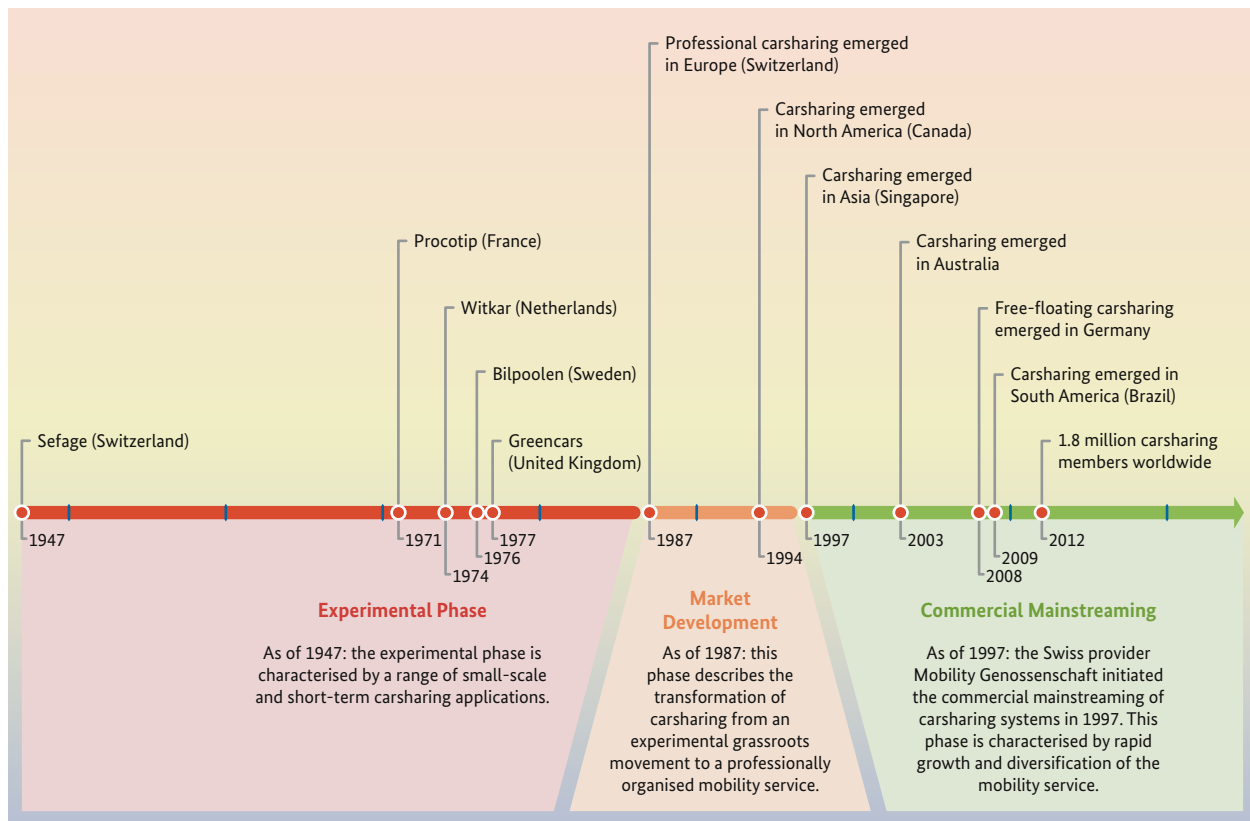 Professional carsharing emerged
in Europe (Switzerland)
Carsharing emerged
in North America (Canada)
Carsharing emerged
in Asia (Singapore)
Procotip (France)
Carsharing emerged
in Australia
Witkar (Netherlands)
Free-floating carsharing
emerged in Germany
Bilpoolen (Sweden)
Carsharing emerged in
South America (Brazil)
Sefage (Switzerland)
Greencars
(United Kingdom)
1.8 million carsharing
members worldwide
1947
1971
1974
1976
1977
1987
1994
1997
2003
2008
2009
2012
Experimental Phase
As of 1947: the experimental phase is
characterised by a range of small-scale
and short-term carsharing applications.
Market
Development
As of 1987: this
phase describes the
transformation of
carsharing from an
experimental grassroots
movement to a professionally
organised mobility service.
Commercial Mainstreaming
As of 1997: the Swiss provider
Mobility Genossenschaft initiated
the commercial mainstreaming of
carsharing systems in 1997. This
phase is characterised by rapid
growth and diversification of the
mobility service.